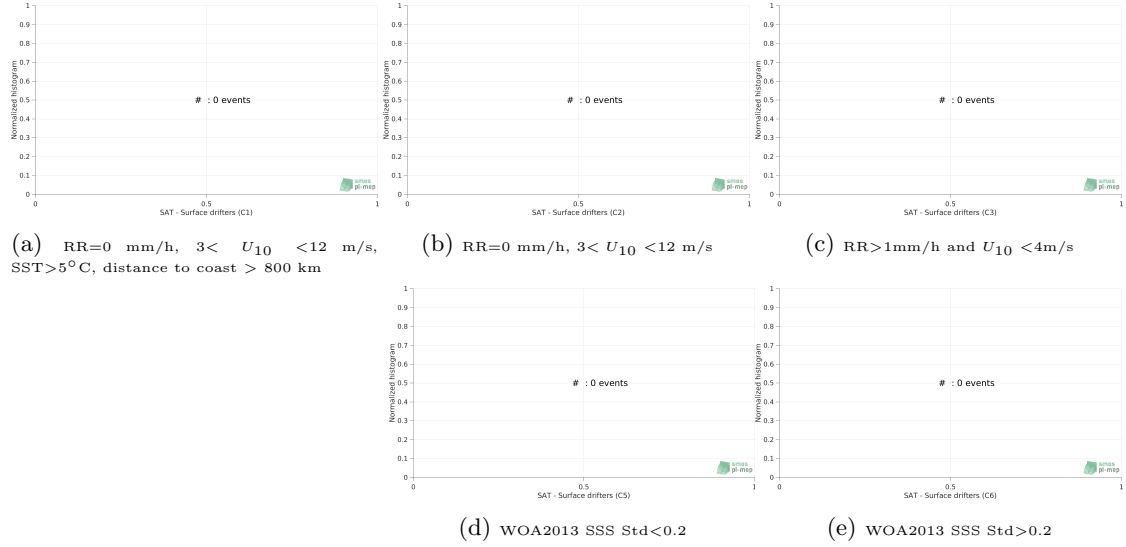 1
0.9
0.8
0.7
0.6
0.5
0.4
0.3
0.2
0.1
0
Normalized histogram
# : 0 events
smos
pi-mep
0 0.5 1
SAT - Surface drifters (C1)
(a) RR=0 mm/h, 3< U10 <12 m/s,
SST>5°C, distance to coast > 800 km
1
0.9
0.8
0.7
0.6
0.5
0.4
0.3
0.2
0.1
0
Normalized histogram
# : 0 events
smos
pi-mep
0 0.5 1
SAT - Surface drifters (C2)
(b) RR=0 mm/h, 3< U10 <12 m/s
1
0.9
0.8
0.7
0.6
0.5
0.4
0.3
0.2
0.1
0
Normalized histogram
# : 0 events
smos
pi-mep
0 0.5 1
SAT - Surface drifters (C3)
(c) RR>1mm/h and U10 <4m/s
1
0.9
0.8
0.7
0.6
0.5
0.4
0.3
0.2
0.1
0
Normalized histogram
# : 0 events
smos
pi-mep
0 0.5 1
SAT - Surface drifters (C5)
(d) WOA2013 SSS Std<0.2
1
0.9
0.8
0.7
0.6
0.5
0.4
0.3
0.2
0.1
0
Normalized histogram
# : 0 events
smos
pi-mep
0 0.5 1
SAT - Surface drifters (C6)
(e) WOA2013 SSS Std>0.2